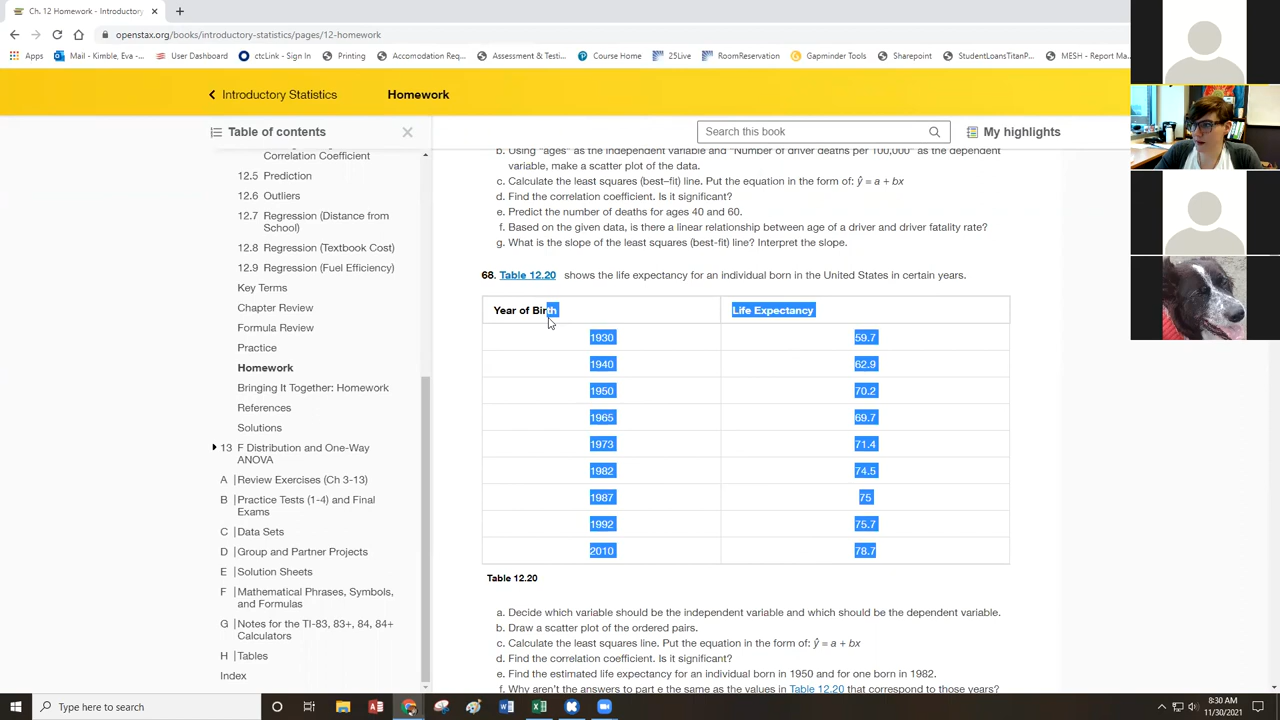 Ch. 12 Homework - Introductory
openstax.org/books/introductory-statistics/pages/12-homework
Apps
Mail - Kimble, Eva -...
User Dashboard
ctcLink - Sign In
Printing
Accomodation Req...
Assessment & Testi...
Course Home
25Live
RoomReservation
Gapminder Tools
Sharepoint
StudentLoansTitanP...
MESH - Report Ma...
Introductory Statistics
Homework
Table of contents
Search this book
My highlights
Correlation Coefficient
12.5 Prediction
12.6 Outliers
12.7 Regression (Distance from
School)
12.8 Regression (Textbook Cost)
12.9 Regression (Fuel Efficiency)
Key Terms
Chapter Review
Formula Review
Practice
Homework
Bringing It Together: Homework
References
Solutions
13 F Distribution and One-Way
ANOVA
A | Review Exercises (Ch 3-13)
B | Practice Tests (1-4) and Final
Exams
C | Data Sets
D | Group and Partner Projects
E | Solution Sheets
F | Mathematical Phrases, Symbols,
and Formulas
G | Notes for the TI-83, 83+, 84, 84+
Calculators
H | Tables
Index
b. Using "ages" as the independent variable and "Number of driver deaths per 100,000" as the dependent
variable, make a scatter plot of the data.
c. Calculate the least squares (best–fit) line. Put the equation in the form of: ŷ = a + bx
d. Find the correlation coefficient. Is it significant?
e. Predict the number of deaths for ages 40 and 60.
f. Based on the given data, is there a linear relationship between age of a driver and driver fatality rate?
g. What is the slope of the least squares (best-fit) line? Interpret the slope.
68. Table 12.20 shows the life expectancy for an individual born in the United States in certain years.
Year of Birth Life Expectancy
1930 59.7
1940 62.9
1950 70.2
1965 69.7
1973 71.4
1982 74.5
1987 75
1992 75.7
2010 78.7
Table 12.20
a. Decide which variable should be the independent variable and which should be the dependent variable.
b. Draw a scatter plot of the ordered pairs.
c. Calculate the least squares line. Put the equation in the form of: ŷ = a + bx
d. Find the correlation coefficient. Is it significant?
e. Find the estimated life expectancy for an individual born in 1950 and for one born in 1982.
f. Why aren't the answers to part e the same as the values in Table 12.20 that correspond to those years?
Type here to search
8:30 AM
11/30/2021